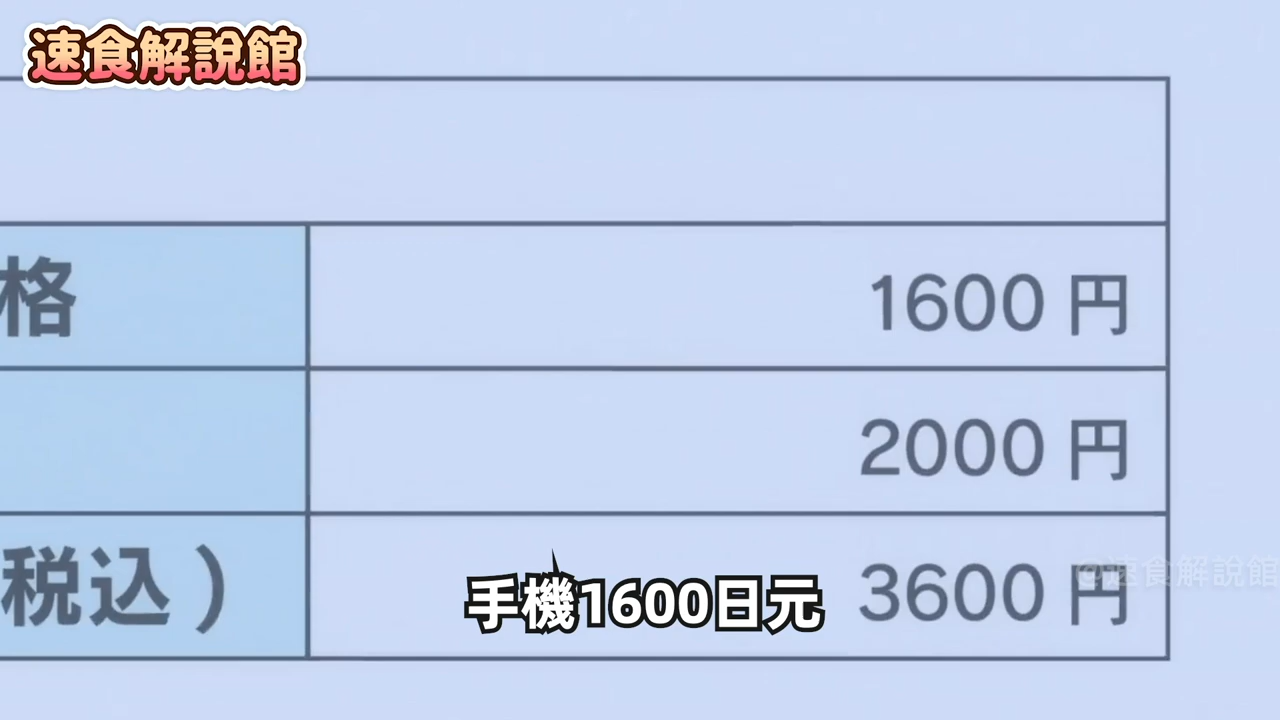 速食解說館
格 1600 円
2000 円
税込） 3600 円
@速食解說館
手機1600日元